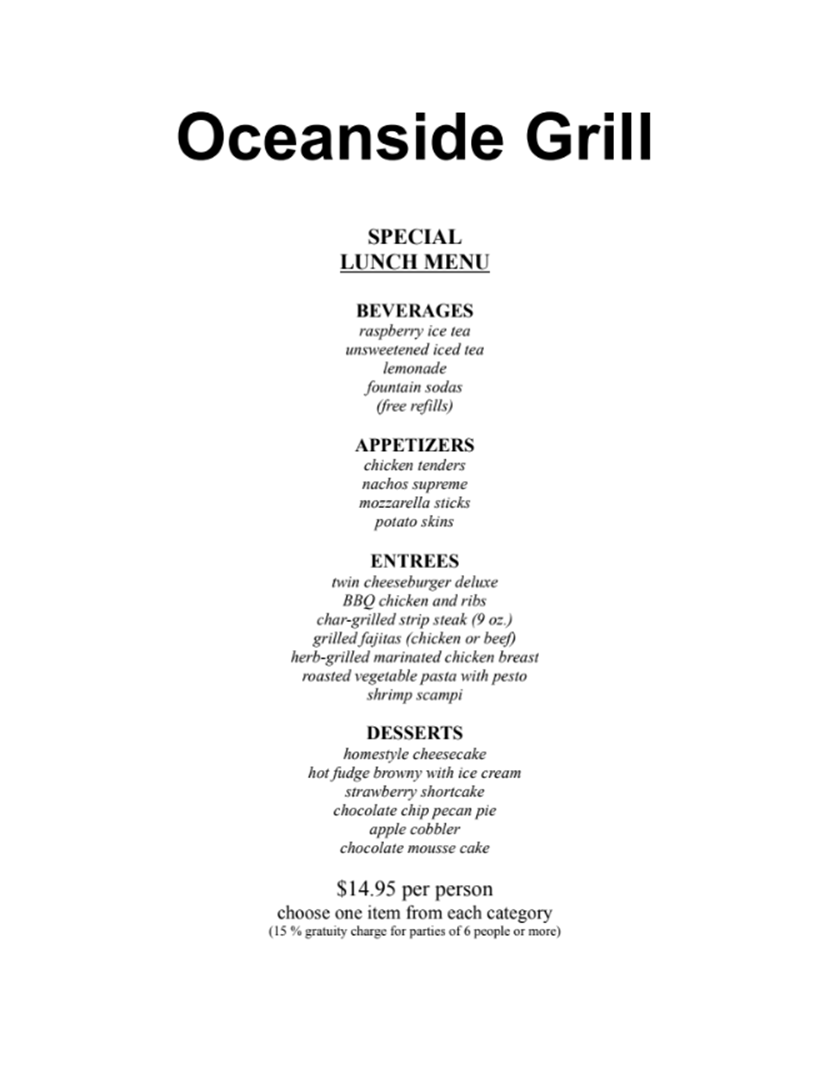 Oceanside Grill
SPECIAL
LUNCH MENU
BEVERAGES
raspberry ice tea
unsweetened iced tea
lemonade
fountain sodas
(free refills)
APPETIZERS
chicken tenders
nachos supreme
mozzarella sticks
potato skins
ENTREES
twin cheeseburger deluxe
BBQ chicken and ribs
char-grilled strip steak (9 oz.)
grilled fajitas (chicken or beef)
herb-grilled marinated chicken breast
roasted vegetable pasta with pesto
shrimp scampi
DESSERTS
homestyle cheesecake
hot fudge browny with ice cream
strawberry shortcake
chocolate chip pecan pie
apple cobbler
chocolate mousse cake
$14.95 per person
choose one item from each category
(15 % gratuity charge for parties of 6 people or more)